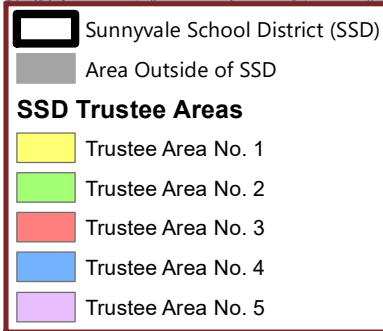 Sunnyvale School District (SSD)
Area Outside of SSD
SSD Trustee Areas
Trustee Area No. 1
Trustee Area No. 2
Trustee Area No. 3
Trustee Area No. 4
Trustee Area No. 5